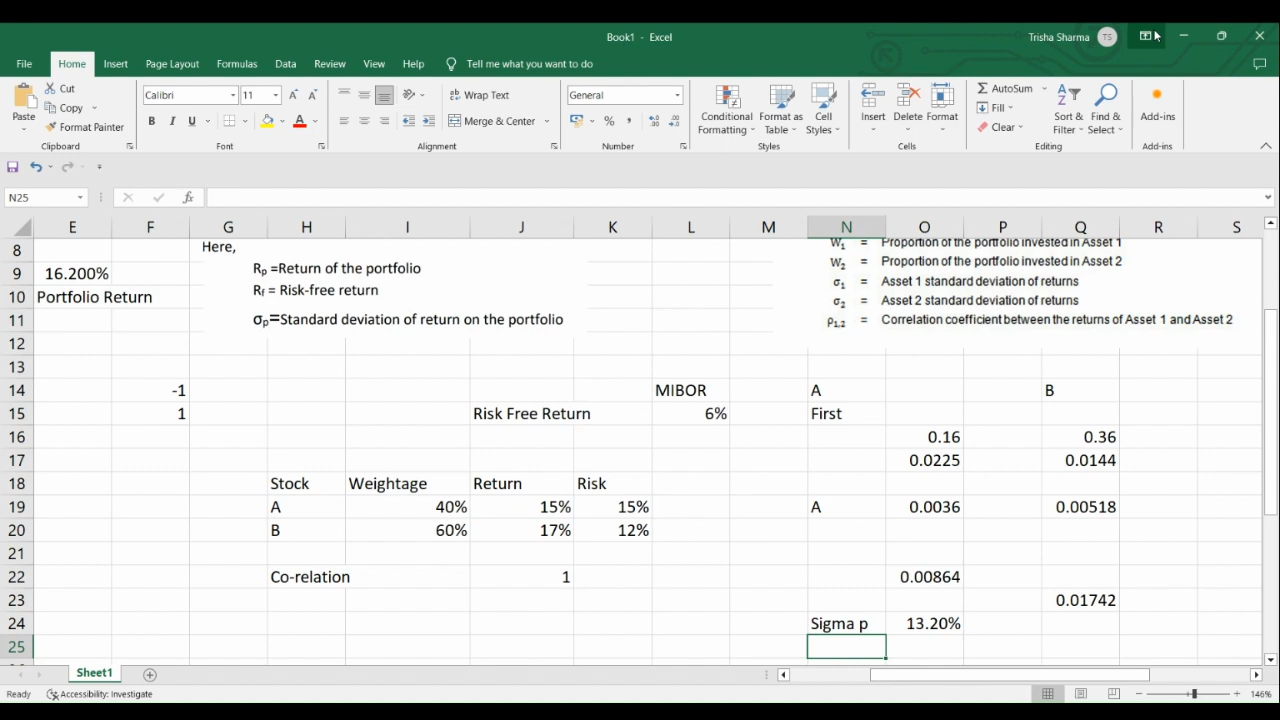 Book1 - Excel
Trisha Sharma TS
File Home Insert Page Layout Formulas Data Review View Help Tell me what you want to do
Paste Cut Copy Format Painter Clipboard
Calibri 11 A A B I U A Font
ab Wrap Text Merge & Center Alignment
General % , Number
Conditional Formatting Format as Table Cell Styles Styles
Insert Delete Format Cells
AutoSum Fill Clear Sort & Filter Find & Select Editing
Add-ins Add-ins
N25 fx
E F G H I J K L M N O P Q R S
8 Here, W1 = Proportion of the portfolio invested in Asset 1
Rp =Return of the portfolio W2 = Proportion of the portfolio invested in Asset 2
9 16.200% σ1 = Asset 1 standard deviation of returns
10 Portfolio Return Rf = Risk-free return σ2 = Asset 2 standard deviation of returns
11 σp=Standard deviation of return on the portfolio ρ1,2 = Correlation coefficient between the returns of Asset 1 and Asset 2
12
13
14 -1 MIBOR A B
15 1 Risk Free Return 6% First
16 0.16 0.36
17 0.0225 0.0144
18 Stock Weightage Return Risk
19 A 40% 15% 15% A 0.0036 0.00518
20 B 60% 17% 12%
21
22 Co-relation 1 0.00864
23 0.01742
24 Sigma p 13.20%
25
Sheet1
Ready Accessibility: Investigate 146%